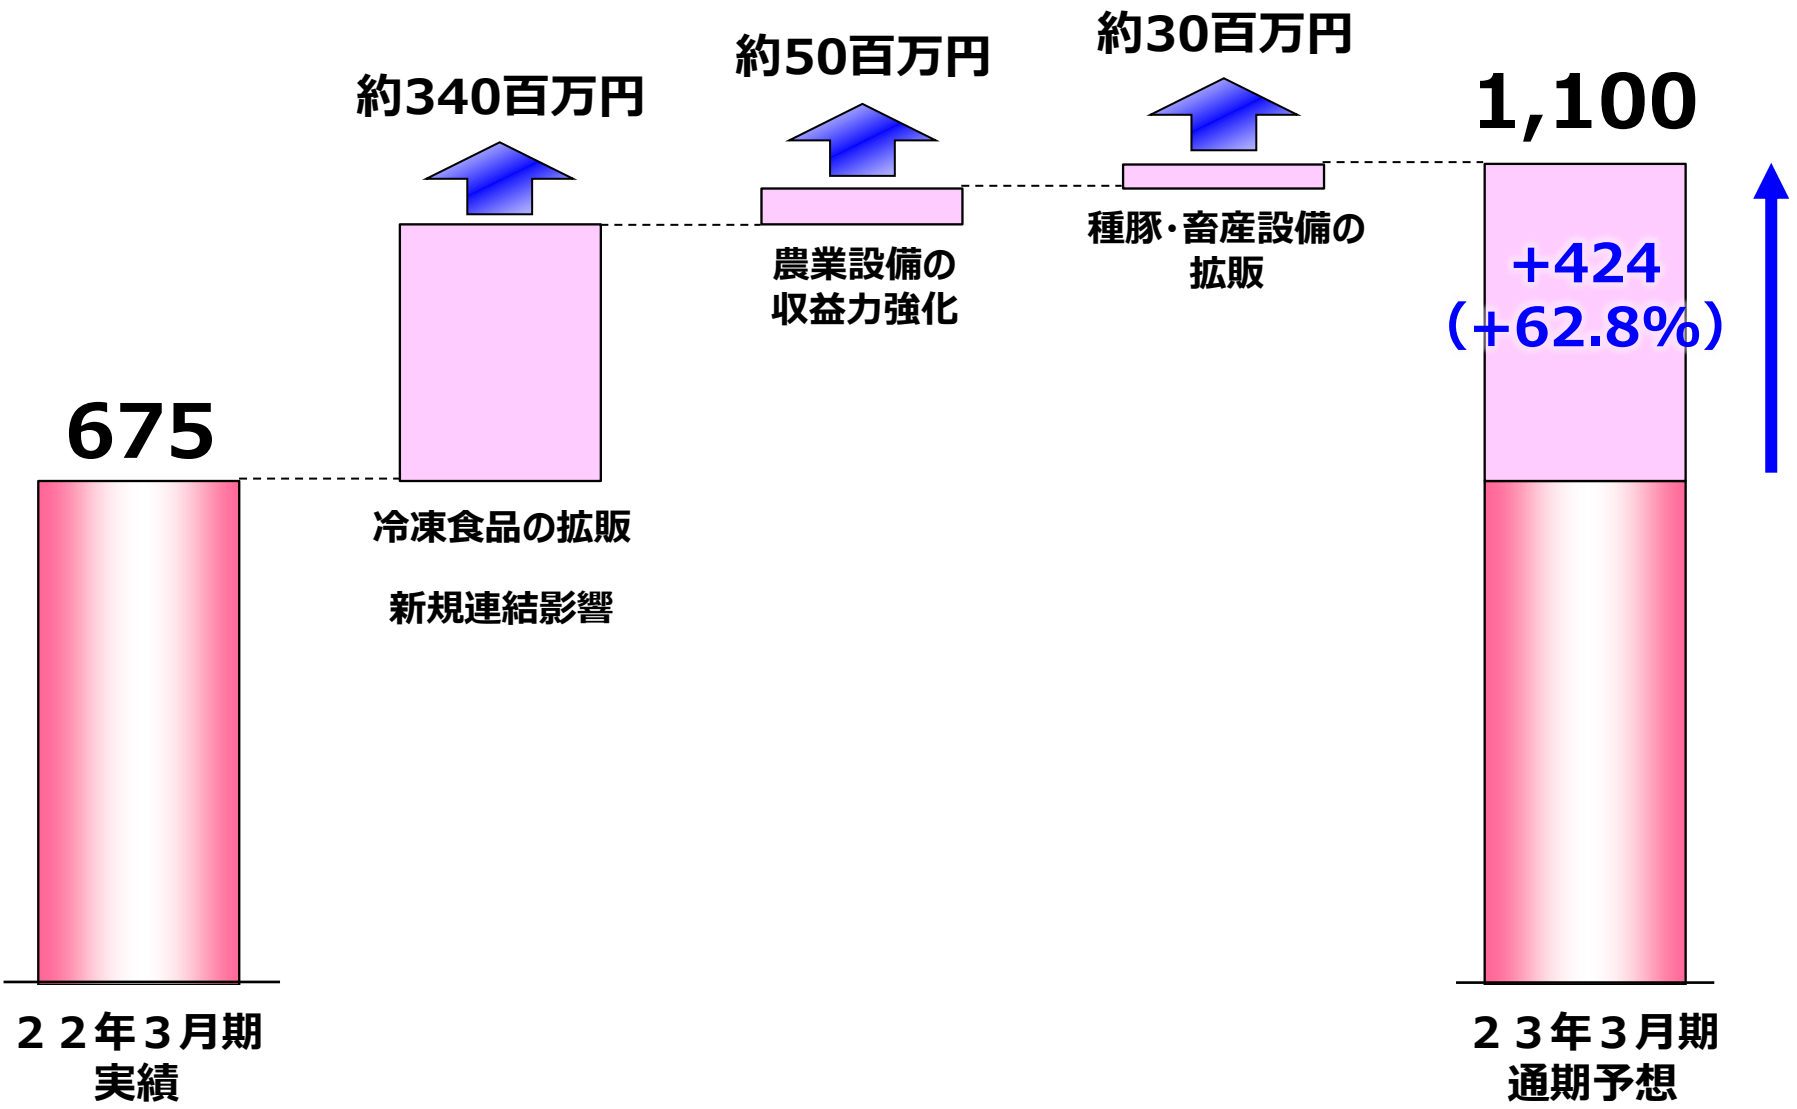 約340百万円
約50百万円
約30百万円
1,100
675
冷凍食品の拡販
新規連結影響
農業設備の
収益力強化
種豚・畜産設備の
拡販
+424
（+62.8%）
２２年３月期
実績
２３年３月期
通期予想